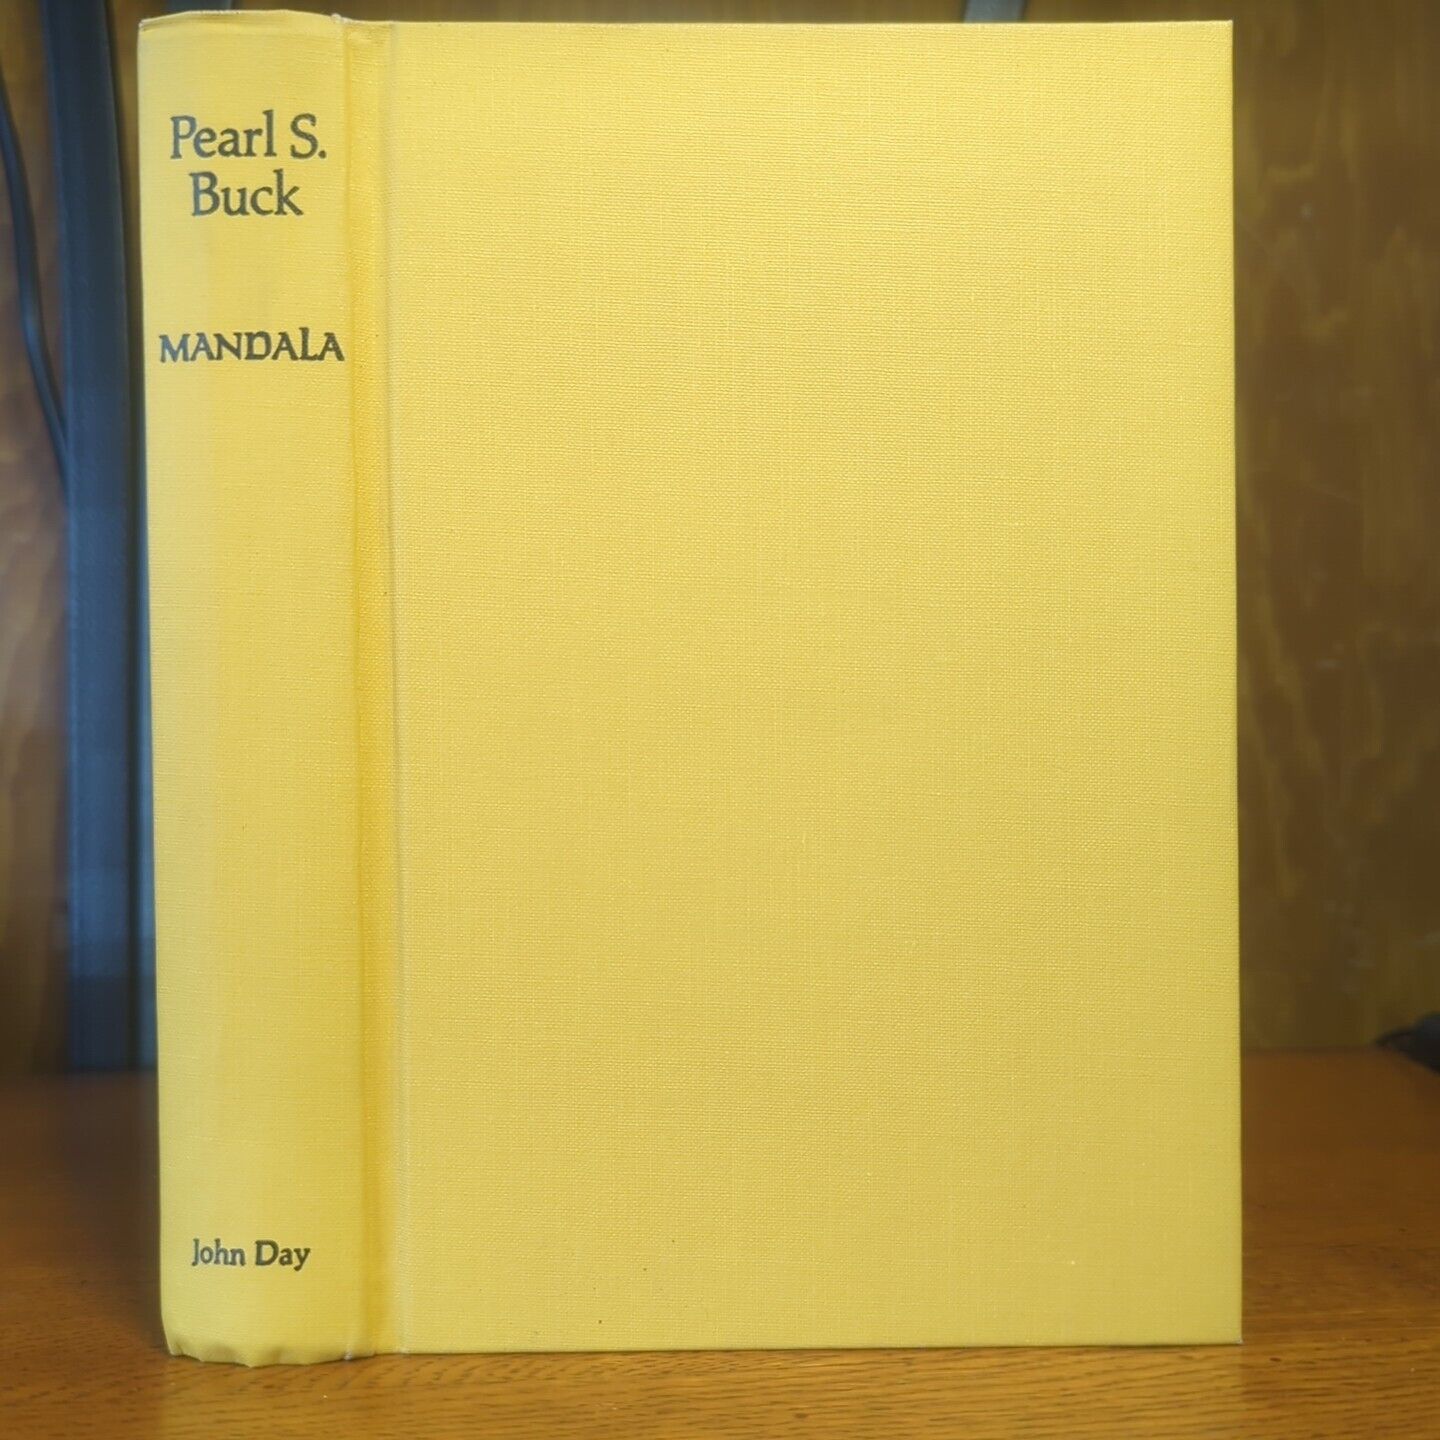 Pearl S.
Buck
MANDALA
John Day